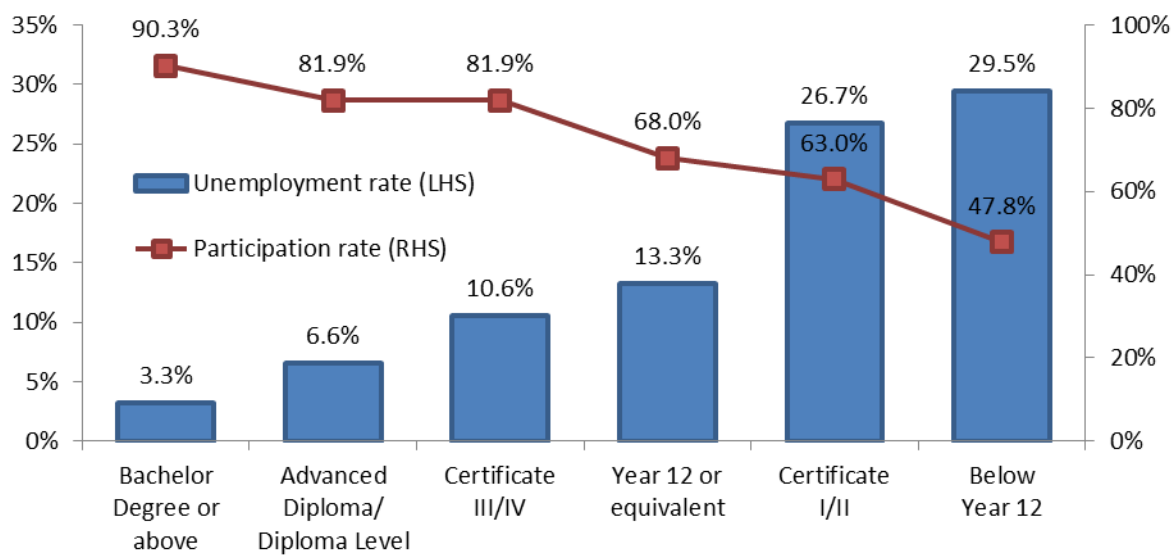 35%
30%
25%
20%
15%
10%
5%
0%
100%
80%
60%
40%
20%
0%
90.3%
81.9%
81.9%
68.0%
63.0%
47.8%
3.3%
6.6%
10.6%
13.3%
26.7%
29.5%
Unemployment rate (LHS)
Participation rate (RHS)
Bachelor
Degree or
above
Advanced
Diploma/
Diploma Level
Certificate
III/IV
Year 12 or
equivalent
Certificate
I/II
Below
Year 12